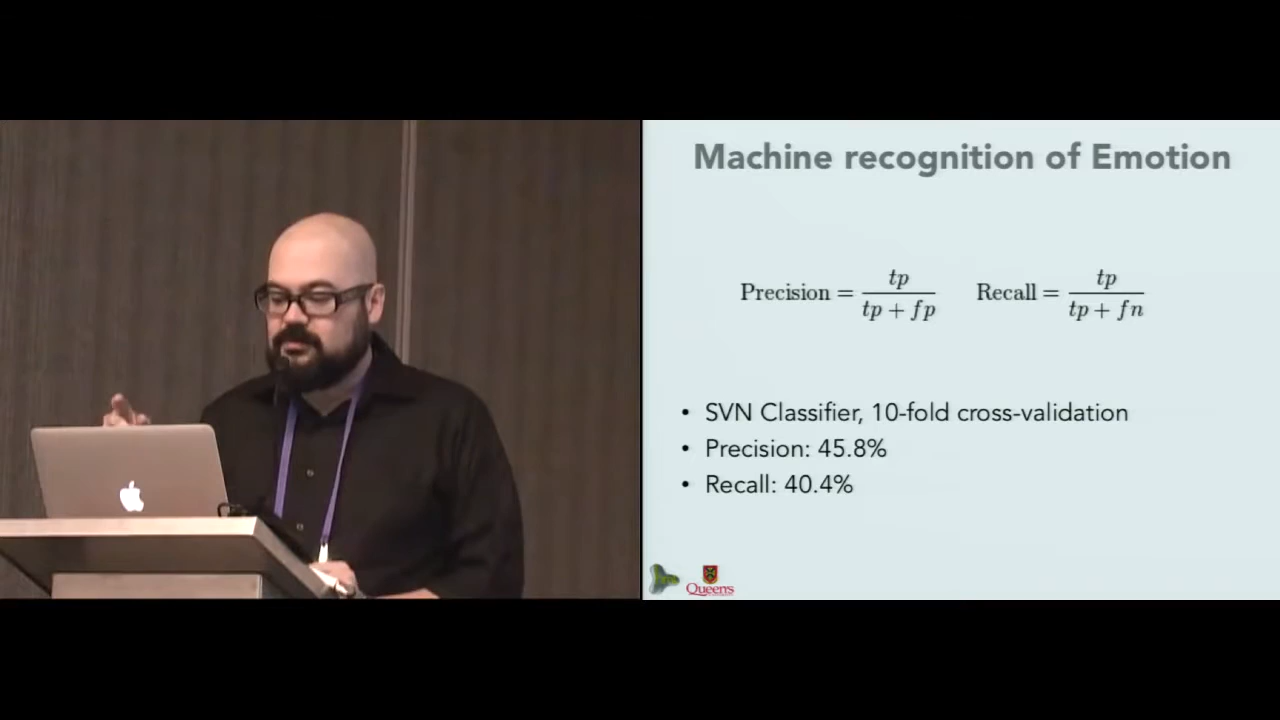 Machine recognition of Emotion
Precision = tp / tp + fp Recall = tp / tp + fn
• SVN Classifier, 10-fold cross-validation
• Precision: 45.8%
• Recall: 40.4%
Queen's